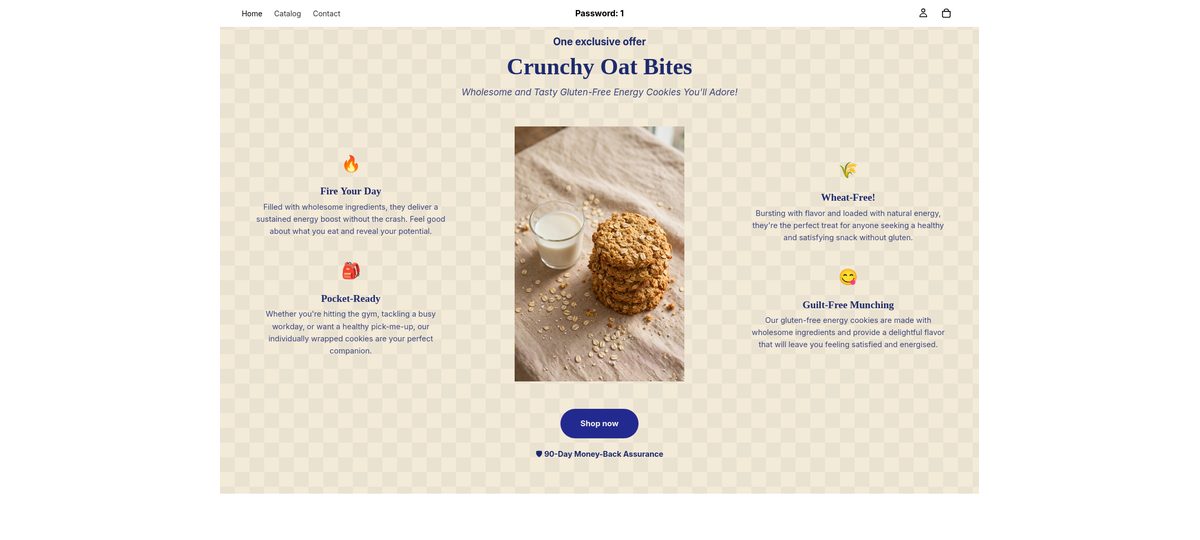 Home Catalog Contact
Password: 1
One exclusive offer
Crunchy Oat Bites
Wholesome and Tasty Gluten-Free Energy Cookies You'll Adore!
Fire Your Day
Filled with wholesome ingredients, they deliver a
sustained energy boost without the crash. Feel good
about what you eat and reveal your potential.
Pocket-Ready
Whether you're hitting the gym, tackling a busy
workday, or want a healthy pick-me-up, our
individually wrapped cookies are your perfect
companion.
Wheat-Free!
Bursting with flavor and loaded with natural energy,
they're the perfect treat for anyone seeking a healthy
and satisfying snack without gluten.
Guilt-Free Munching
Our gluten-free energy cookies are made with
wholesome ingredients and provide a delightful flavor
that will leave you feeling satisfied and energised.
Shop now
90-Day Money-Back Assurance